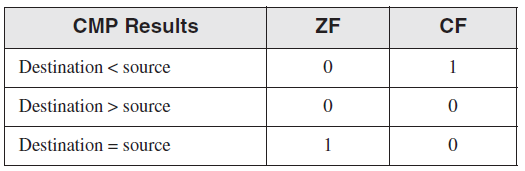 CMP Results ZF CF
Destination < source 0 1
Destination > source 0 0
Destination = source 1 0